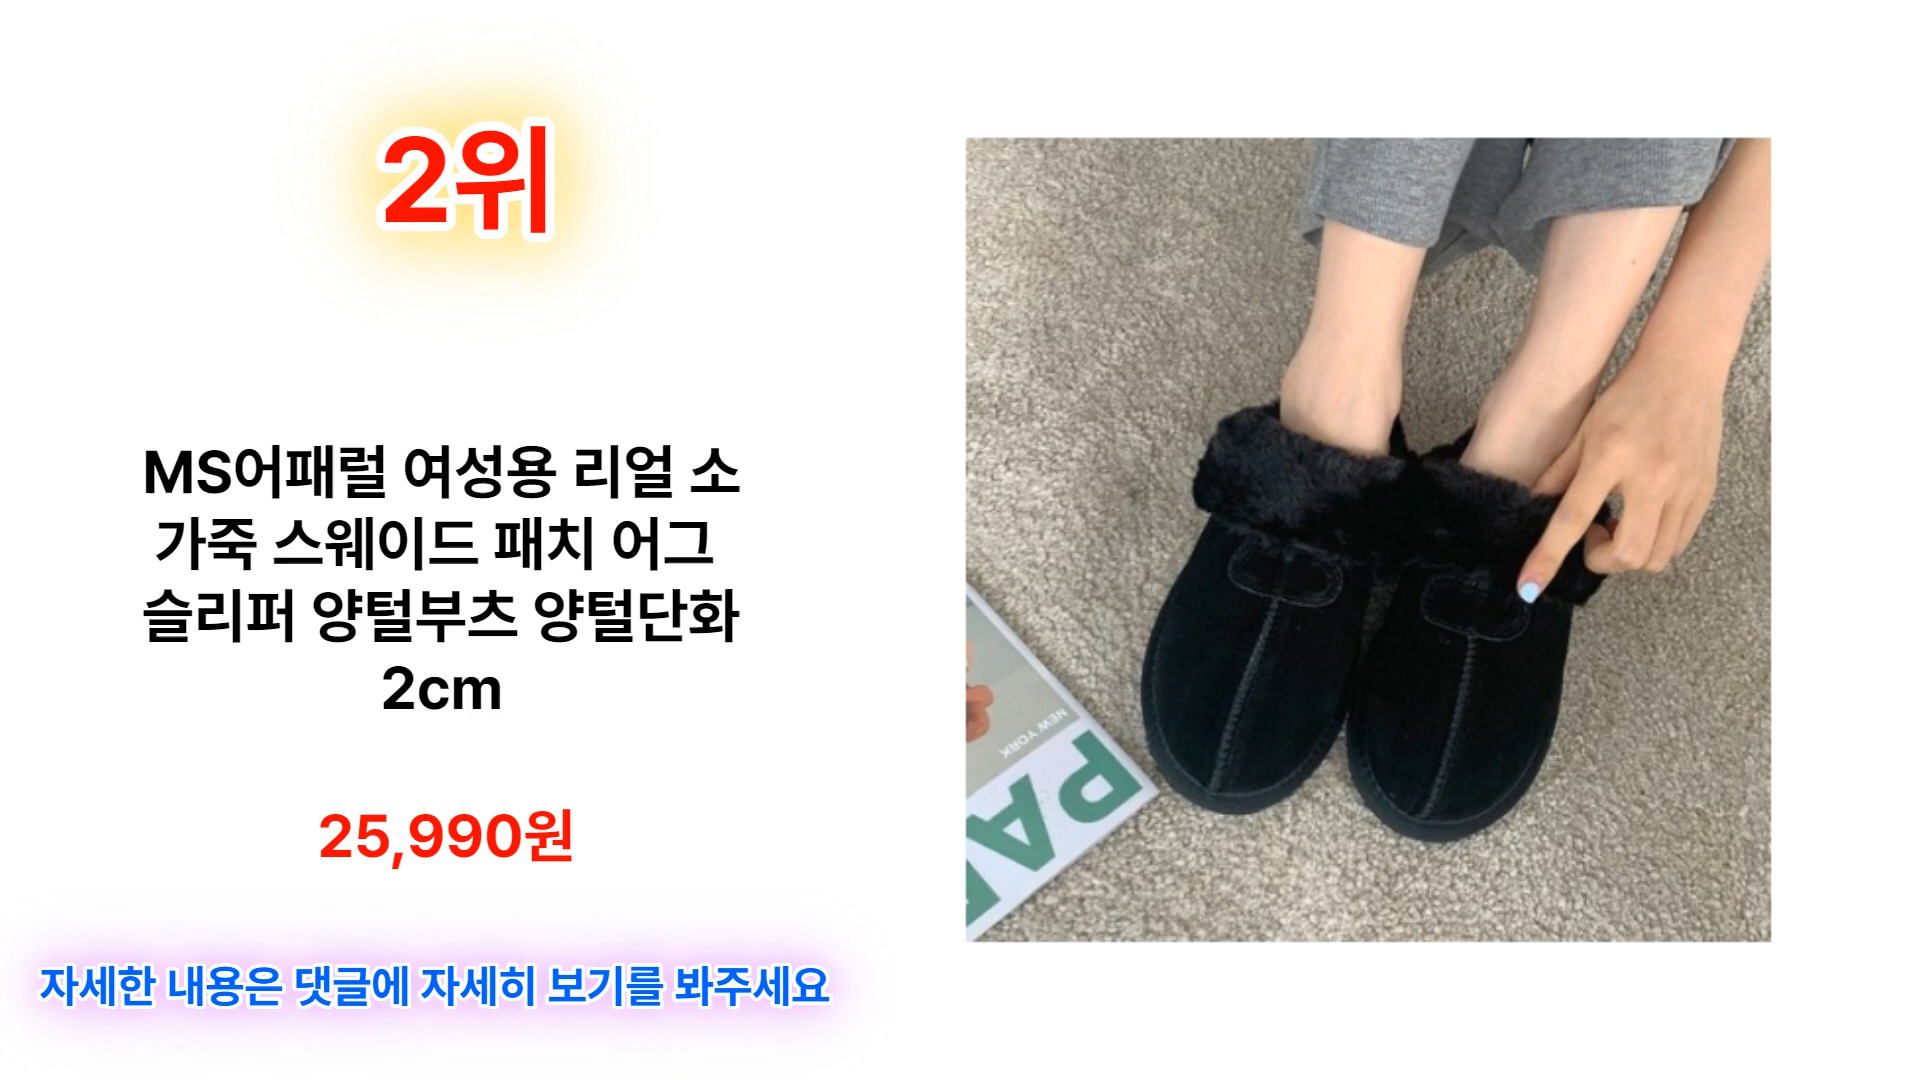 2위
MS어패럴 여성용 리얼 소
가죽 스웨이드 패치 어그
슬리퍼 양털부츠 양털단화
2cm
25,990원
자세한 내용은 댓글에 자세히 보기를 봐주세요
NEW YORK
PA